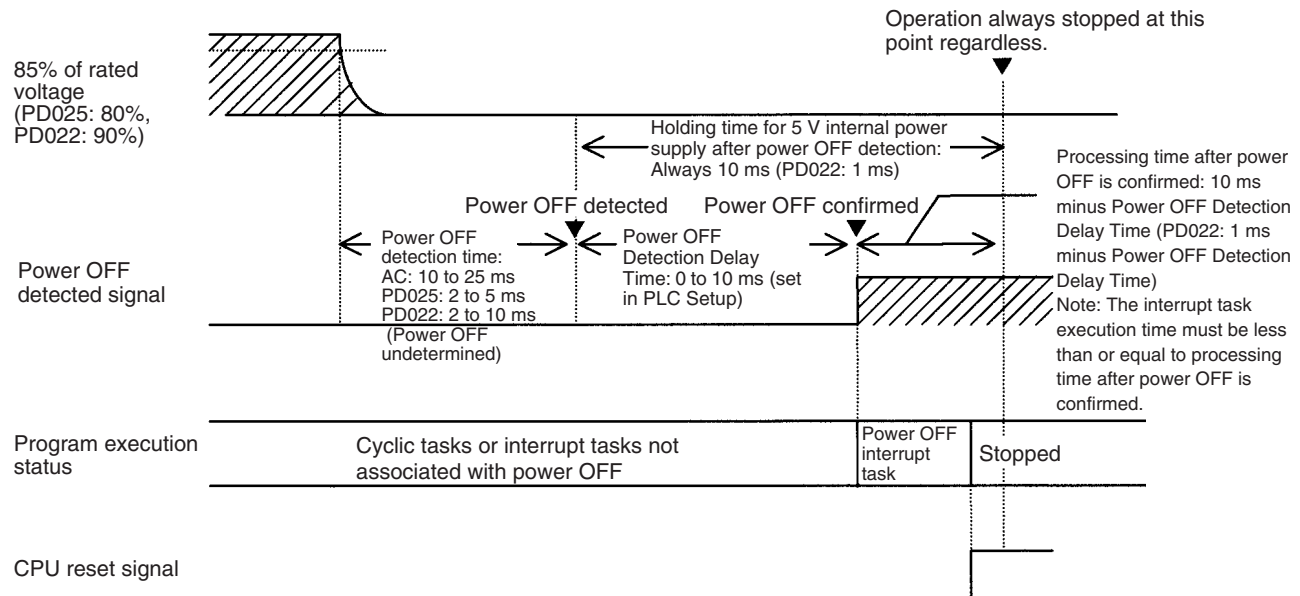 Operation always stopped at this
point regardless.
85% of rated
voltage
(PD025: 80%,
PD022: 90%)
Holding time for 5 V internal power
supply after power OFF detection:
Always 10 ms (PD022: 1 ms)
Processing time after power
OFF is confirmed: 10 ms
minus Power OFF Detection
Delay Time (PD022: 1 ms
minus Power OFF Detection
Delay Time)
Note: The interrupt task
execution time must be less
than or equal to processing
time after power OFF is
confirmed.
Power OFF detected
Power OFF confirmed
Power OFF
detection time:
AC: 10 to 25 ms
PD025: 2 to 5 ms
PD022: 2 to 10 ms
(Power OFF
undetermined)
Power OFF
Detection Delay
Time: 0 to 10 ms (set
in PLC Setup)
Power OFF
detected signal
Program execution
status
Cyclic tasks or interrupt tasks not
associated with power OFF
Power OFF
interrupt
task
Stopped
CPU reset signal